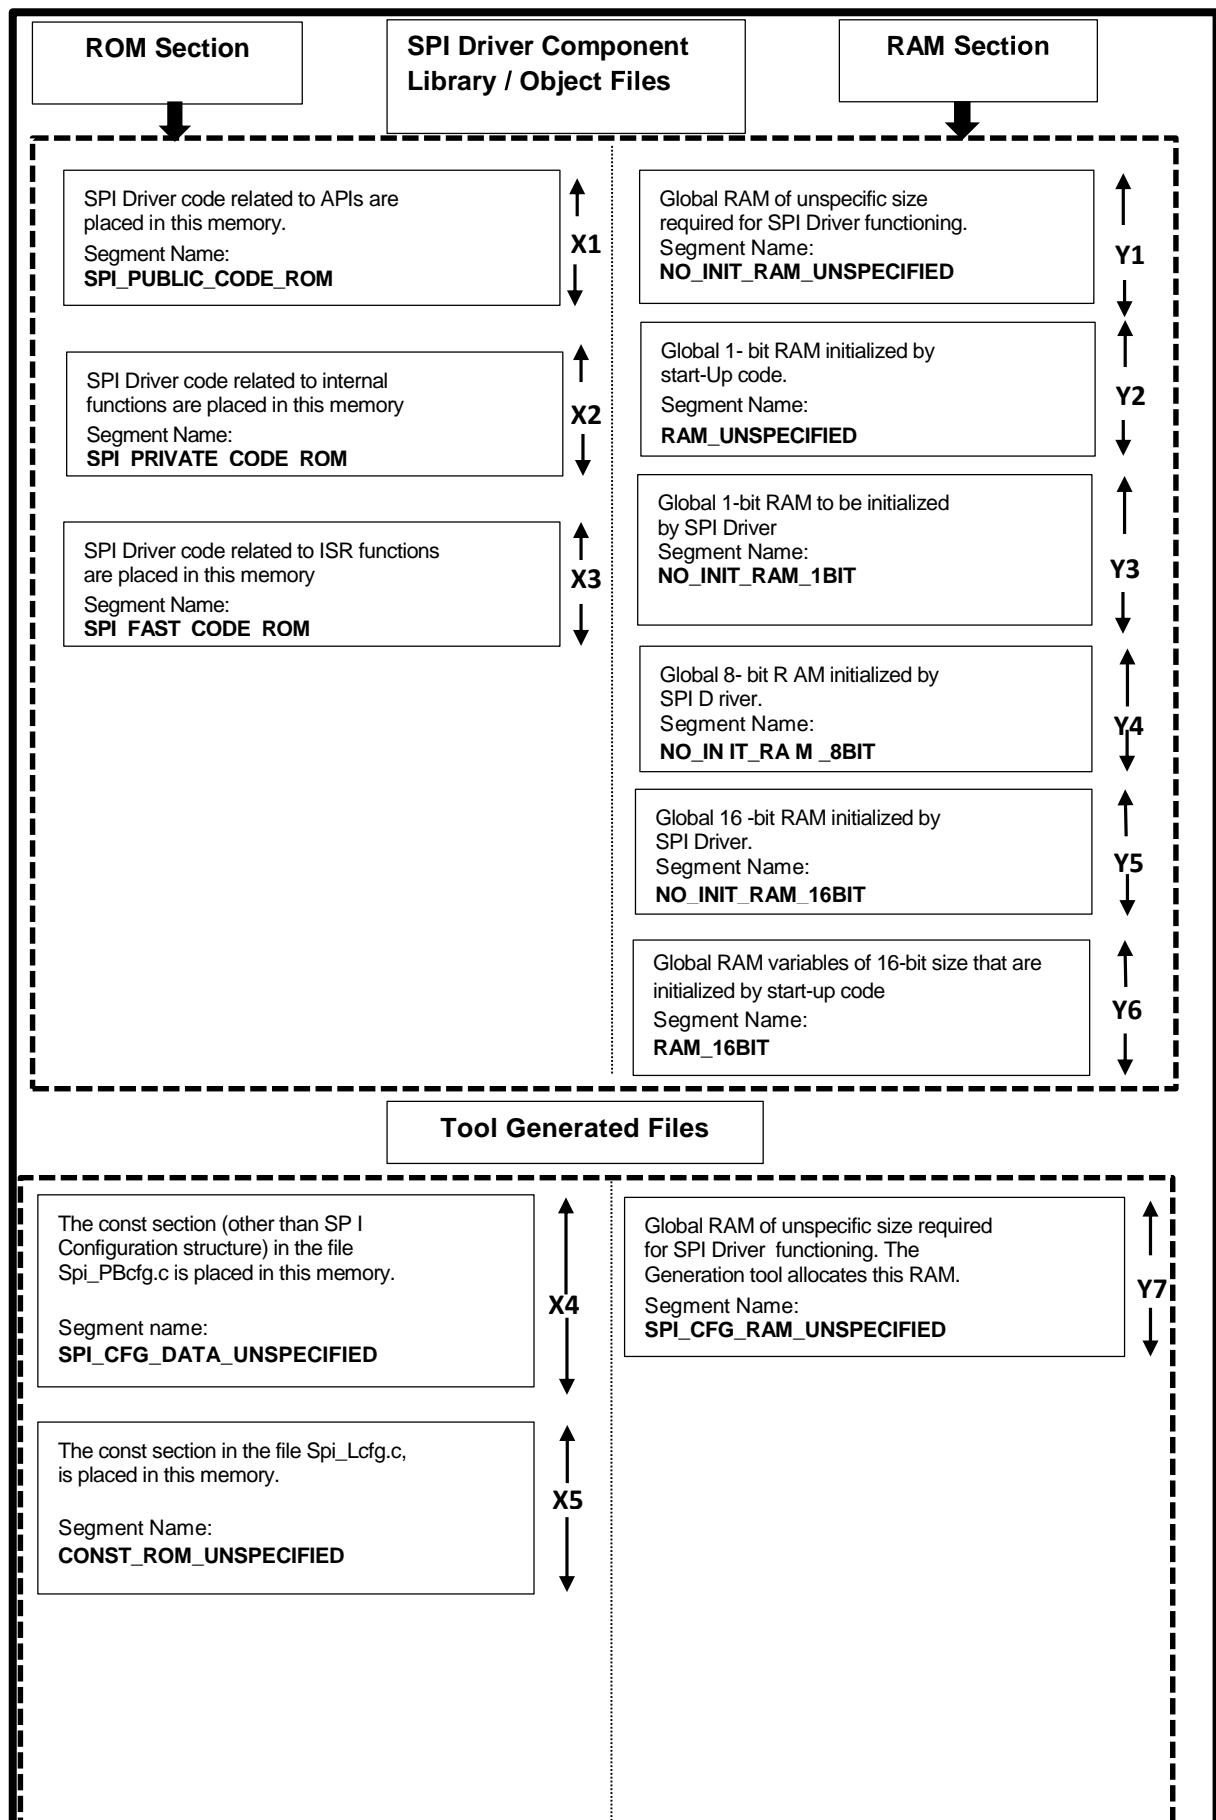 ROM Section
SPI Driver Component
Library / Object Files
RAM Section
SPI Driver code related to APIs are
placed in this memory.
Segment Name:
SPI_PUBLIC_CODE_ROM
X1
SPI Driver code related to internal
functions are placed in this memory
Segment Name:
SPI_PRIVATE_CODE_ROM
X2
SPI Driver code related to ISR functions
are placed in this memory
Segment Name:
SPI_FAST_CODE_ROM
X3
Global RAM of unspecific size
required for SPI Driver functioning.
Segment Name:
NO_INIT_RAM_UNSPECIFIED
Y1
Global 1- bit RAM initialized by
start-Up code.
Segment Name:
RAM_UNSPECIFIED
Y2
Global 1-bit RAM to be initialized
by SPI Driver
Segment Name:
NO_INIT_RAM_1BIT
Y3
Global 8- bit R AM initialized by
SPI D river.
Segment Name:
NO_IN IT_RA M _8BIT
Y4
Global 16 -bit RAM initialized by
SPI Driver.
Segment Name:
NO_INIT_RAM_16BIT
Y5
Global RAM variables of 16-bit size that are
initialized by start-up code
Segment Name:
RAM_16BIT
Y6
Tool Generated Files
The const section (other than SP I
Configuration structure) in the file
Spi_PBcfg.c is placed in this memory.
Segment name:
SPI_CFG_DATA_UNSPECIFIED
X4
The const section in the file Spi_Lcfg.c,
is placed in this memory.
Segment Name:
CONST_ROM_UNSPECIFIED
X5
Global RAM of unspecific size required
for SPI Driver functioning. The
Generation tool allocates this RAM.
Segment Name:
SPI_CFG_RAM_UNSPECIFIED
Y7